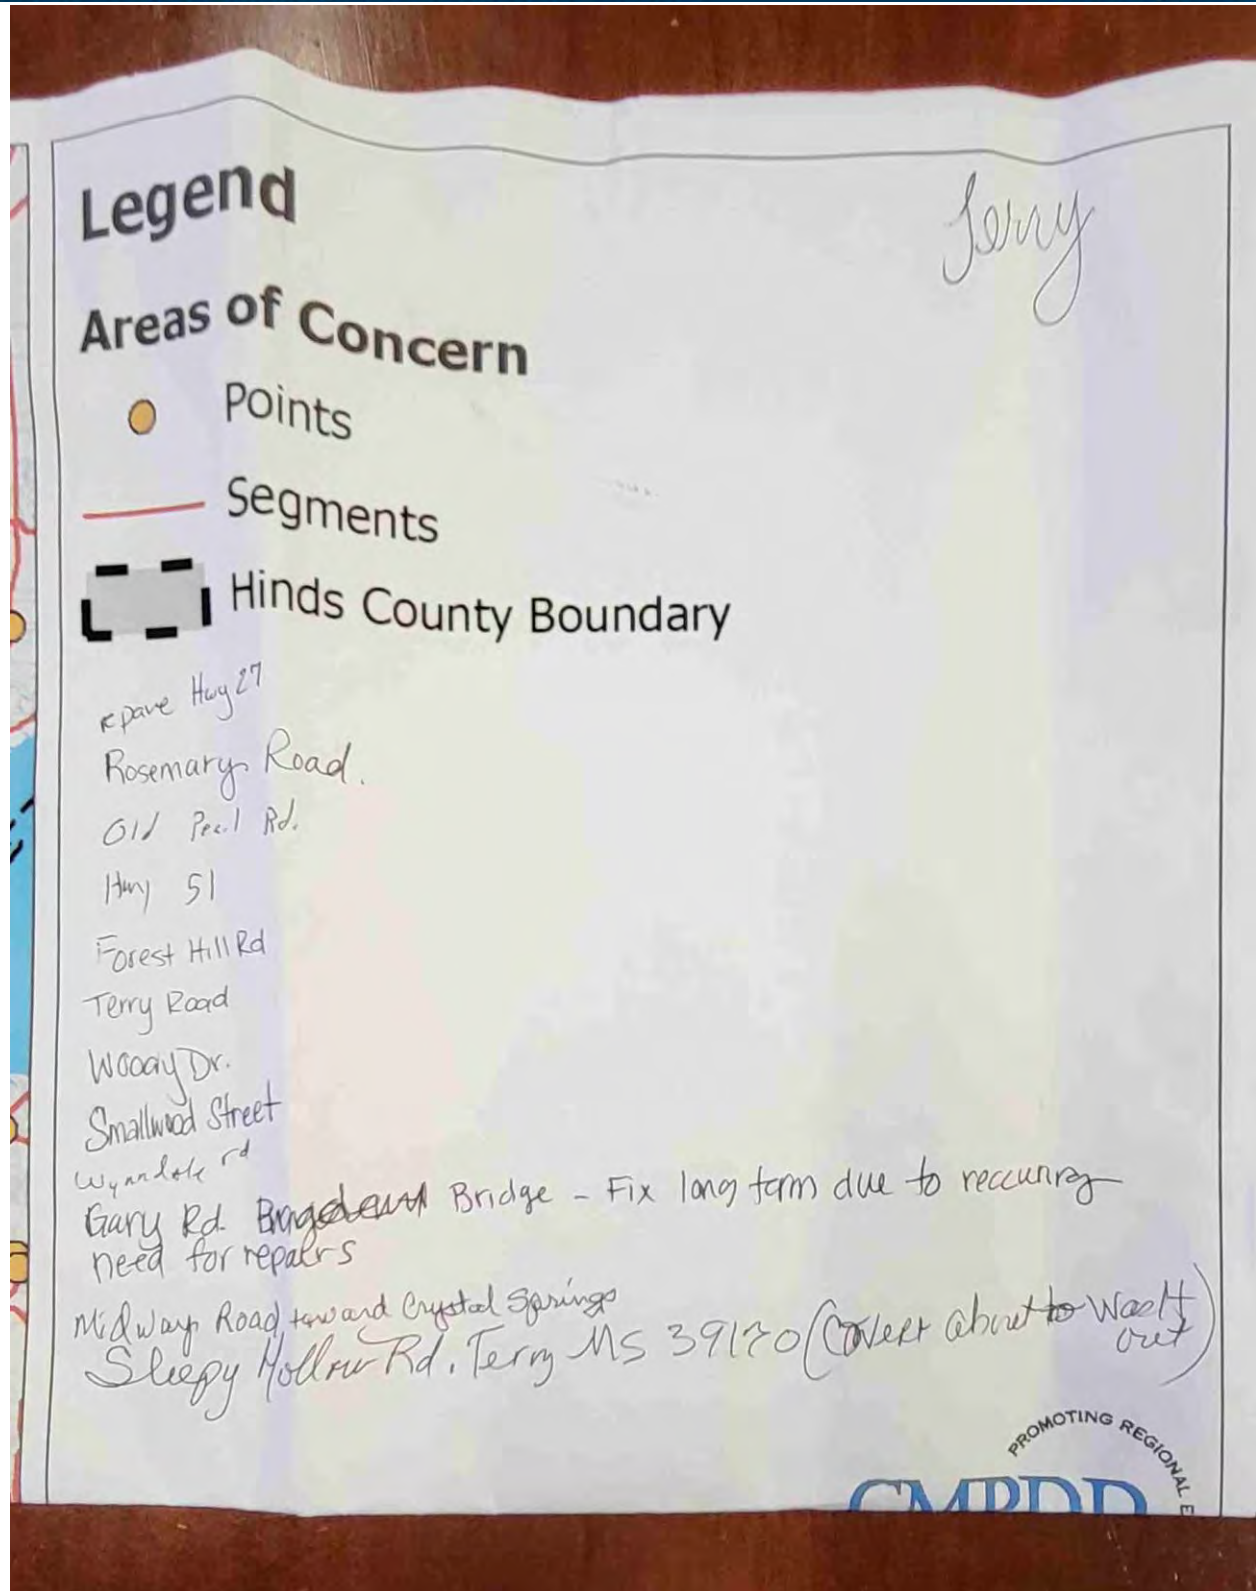 Legend
Terry
Areas of Concern
Points
Segments
Hinds County Boundary
repave Hwy 27
Rosemary Road.
Old Pearl Rd.
Hwy 51
Forest Hill Rd
Terry Road
Woody Dr.
Smallwood Street
Wynndale rd
Gary Rd. Bridge - Fix long term due to reccuring
need for repairs
Midway Road toward Crystal Springs
Sleepy Hollow Rd. Terry MS 39170 (Covert about to Wash
out)
PROMOTING REGIONAL E
CMPDD